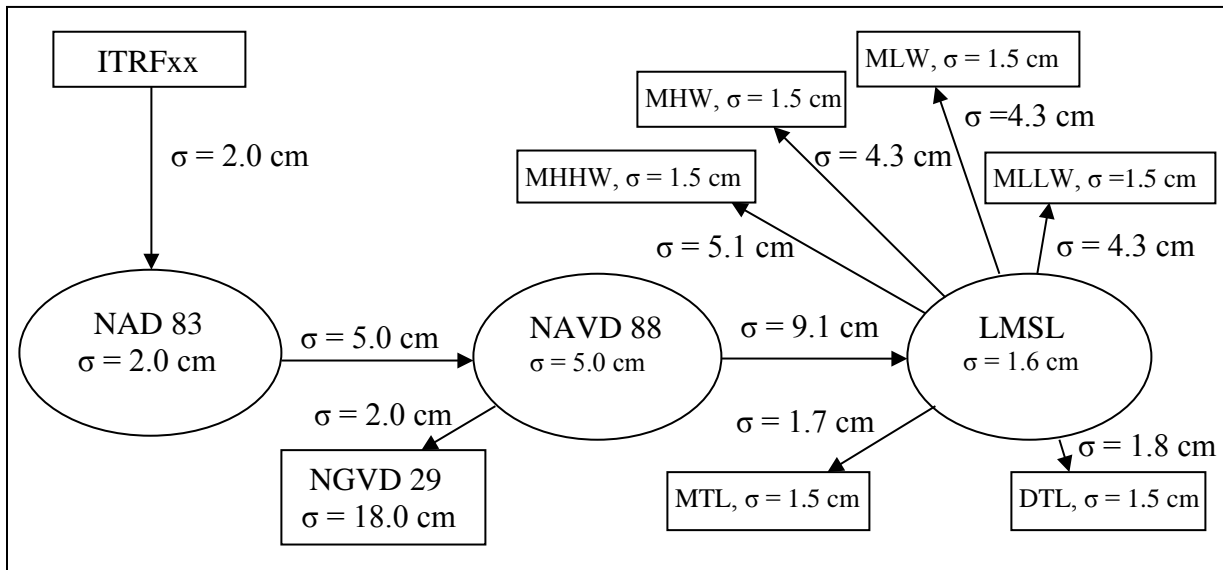 ITRFxx
σ = 2.0 cm
MLW, σ = 1.5 cm
MHW, σ = 1.5 cm
σ =4.3 cm
σ = 4.3 cm
MHHW, σ = 1.5 cm
MLLW, σ =1.5
σ = 5.1 cm
σ = 4.3 cm
NAD 83
σ = 2.0 cm
σ = 5.0 cm
NAVD 88
σ = 5.0 cm
σ = 9.1 cm
LMSL
σ = 1.6 cm
σ = 2.0 cm
NGVD 29
σ = 18.0 cm
σ = 1.7 cm
MTL, σ = 1.5 cm
σ = 1.8 cm
DTL, σ = 1.5 cm